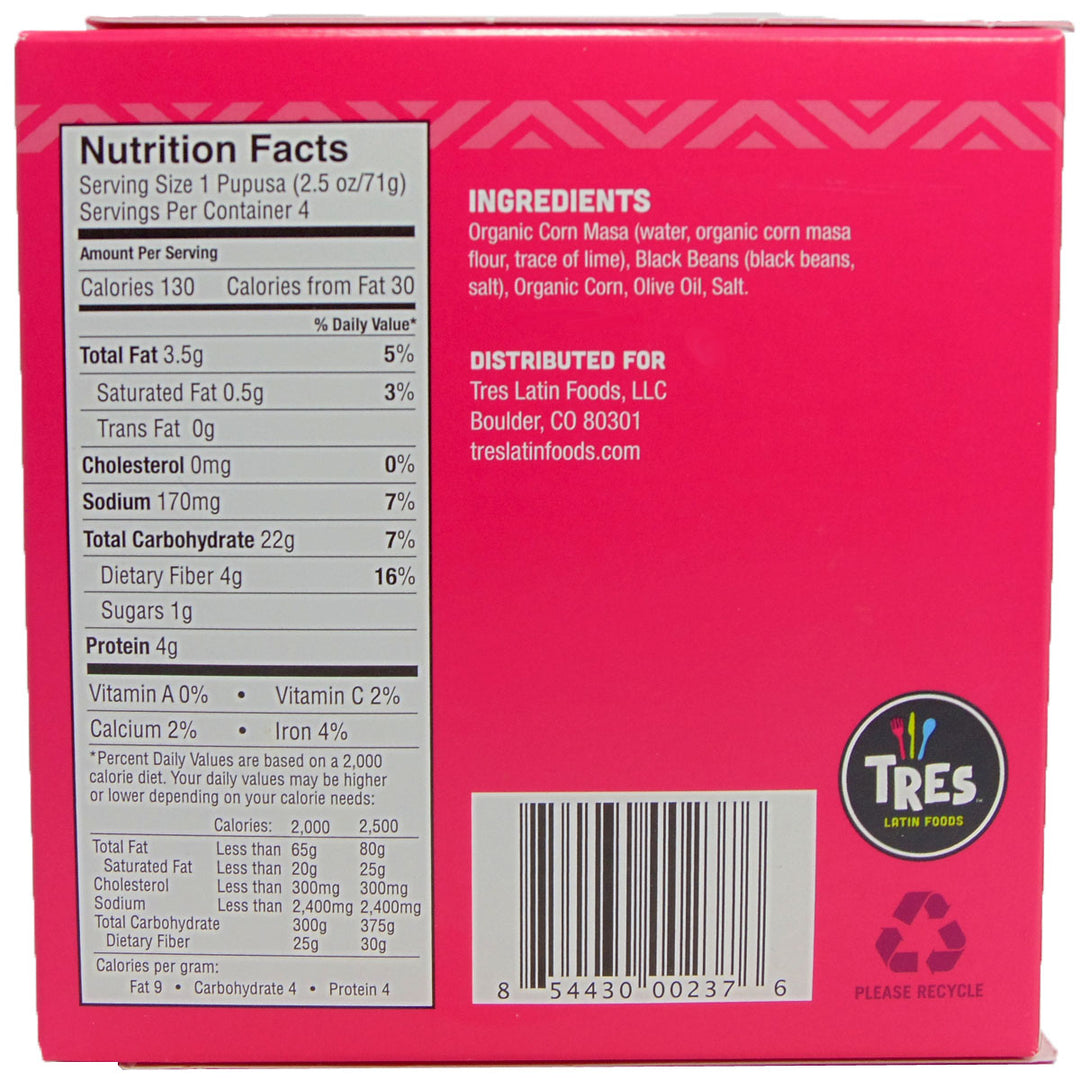 Nutrition Facts
Serving Size 1 Pupusa (2.5 oz/71g)
Servings Per Container 4
Amount Per Serving
Calories 130 Calories from Fat 30
% Daily Value*
Total Fat 3.5g 5%
Saturated Fat 0.5g 3%
Trans Fat 0g
Cholesterol 0mg 0%
Sodium 170mg 7%
Total Carbohydrate 22g 7%
Dietary Fiber 4g 16%
Sugars 1g
Protein 4g
Vitamin A 0% • Vitamin C 2%
Calcium 2% • Iron 4%
*Percent Daily Values are based on a 2,000
calorie diet. Your daily values may be higher
or lower depending on your calorie needs:
Calories: 2,000 2,500
Total Fat Less than 65g 80g
Saturated Fat Less than 20g 25g
Cholesterol Less than 300mg 300mg
Sodium Less than 2,400mg 2,400mg
Total Carbohydrate 300g 375g
Dietary Fiber 25g 30g
Calories per gram:
Fat 9 • Carbohydrate 4 • Protein 4
INGREDIENTS
Organic Corn Masa (water, organic corn masa
flour, trace of lime), Black Beans (black beans,
salt), Organic Corn, Olive Oil, Salt.
DISTRIBUTED FOR
Tres Latin Foods, LLC
Boulder, CO 80301
treslatinfoods.com
TRES™
LATIN FOODS
8 54430 00237 6
PLEASE RECYCLE